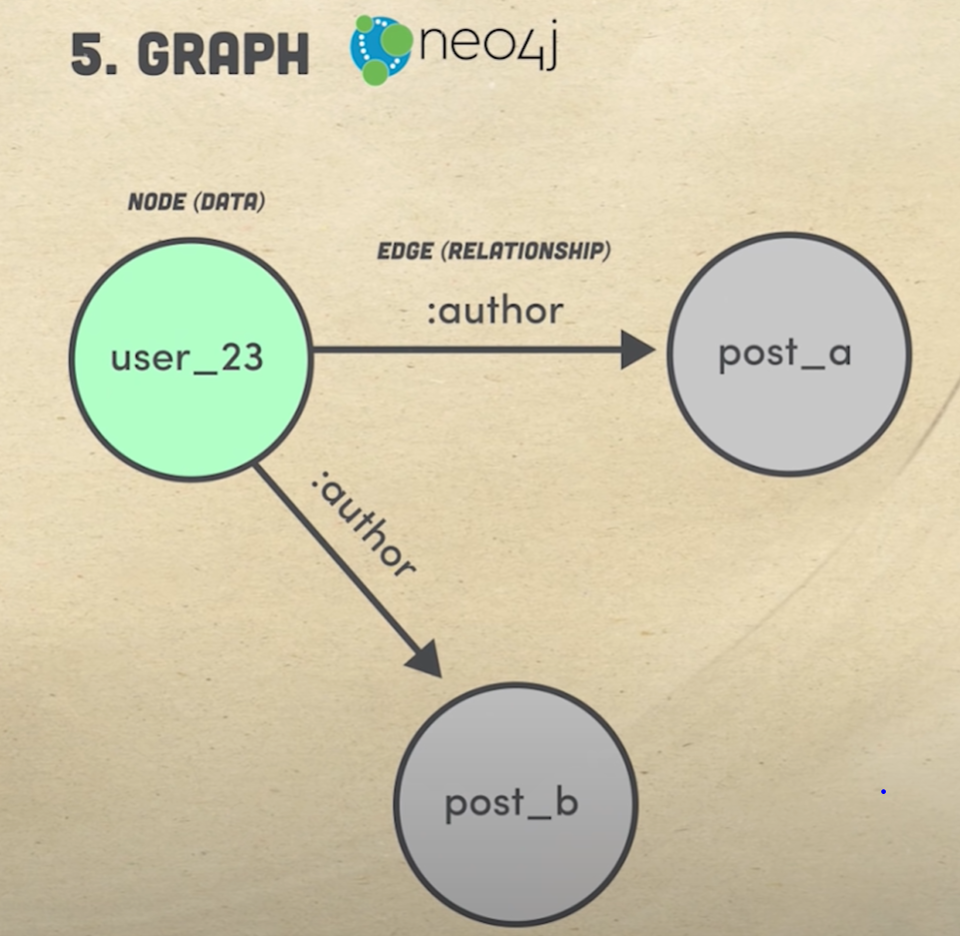 5. GRAPH neo4j
NODE (DATA)
EDGE (RELATIONSHIP)
:author
user_23
post_a
:author
post_b